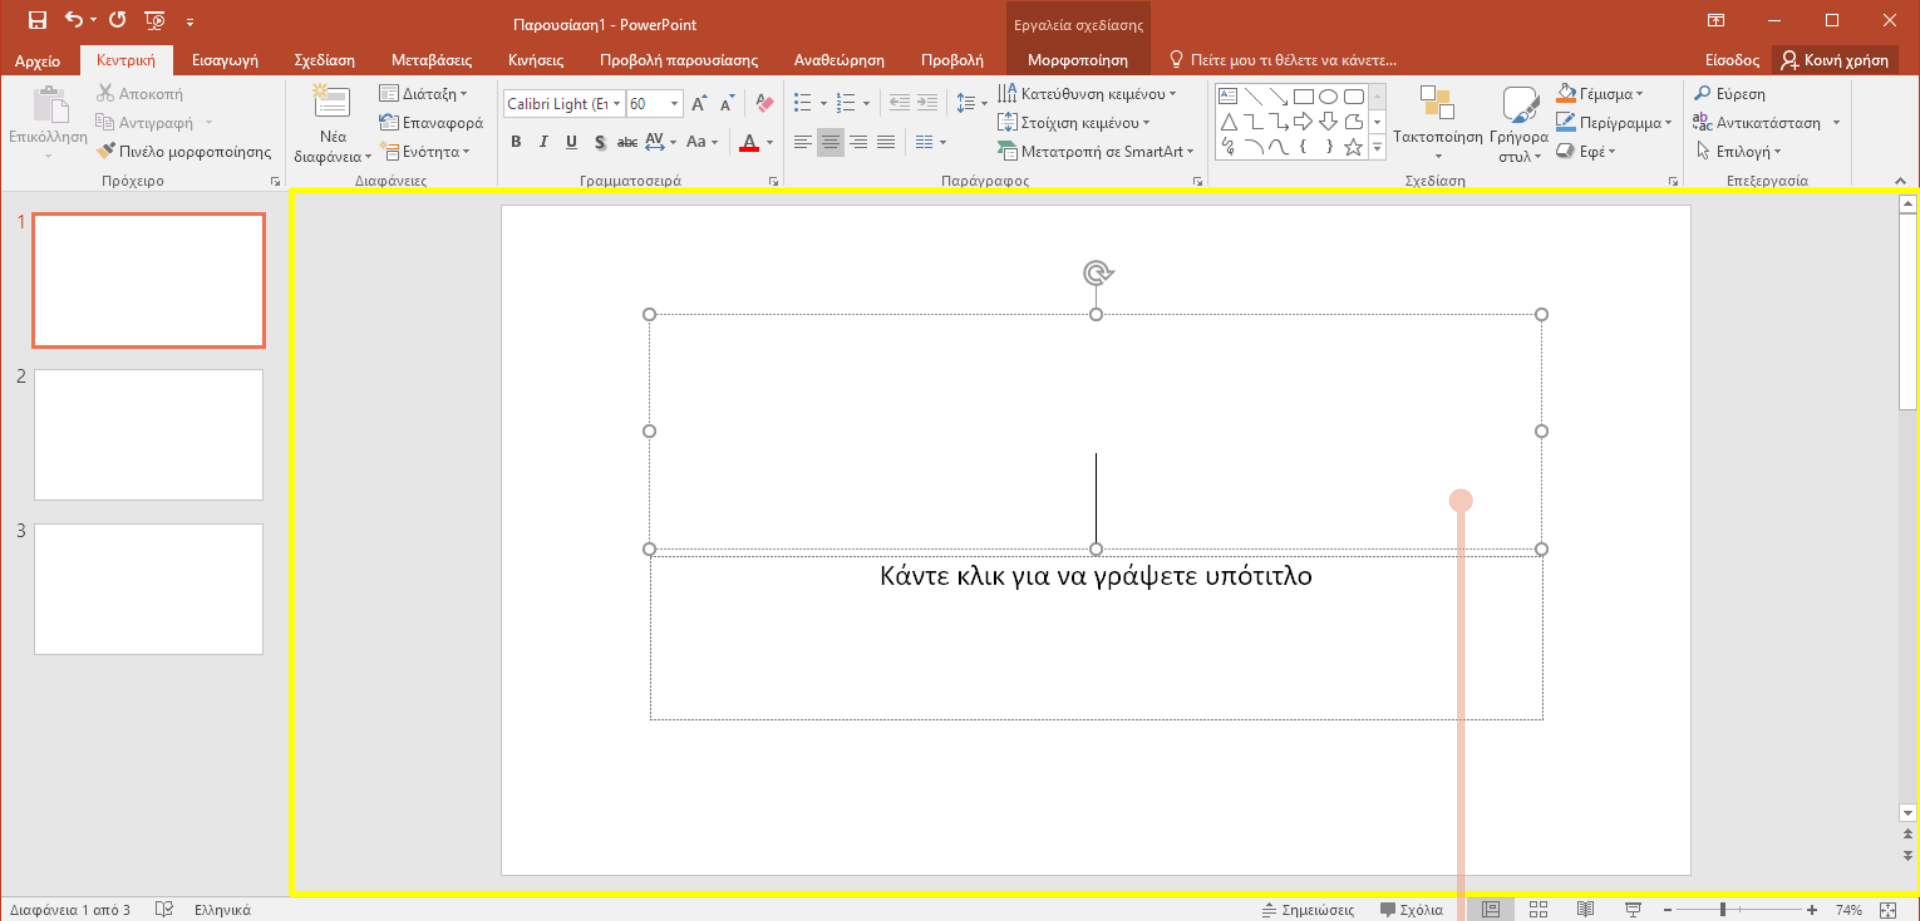 Παρουσίαση1 - PowerPoint
Εργαλεία σχεδίασης
Αρχείο
Κεντρική
Εισαγωγή
Σχεδίαση
Μεταβάσεις
Κινήσεις
Προβολή παρουσίασης
Αναθεώρηση
Προβολή
Μορφοποίηση
Πείτε μου τι θέλετε να κάνετε...
Είσοδος
Κοινή χρήση
Επικόλληση
Αποκοπή
Αντιγραφή
Πινέλο μορφοποίησης
Πρόχειρο
Νέα
διαφάνεια
Διάταξη
Επαναφορά
Ενότητα
Διαφάνειες
Calibri Light (Ει
60
A A
B I U S abc AV Aa A
Γραμματοσειρά
Κατεύθυνση κειμένου
Στοίχιση κειμένου
Μετατροπή σε SmartArt
Παράγραφος
Τακτοποίηση
Γρήγορα
στυλ
Γέμισμα
Περίγραμμα
Εφέ
Σχεδίαση
Εύρεση
Αντικατάσταση
Επιλογή
Επεξεργασία
1
2
3
Κάντε κλικ για να γράψετε υπότιτλο
Διαφάνεια 1 από 3
Ελληνικά
Σημειώσεις
Σχόλια
74%